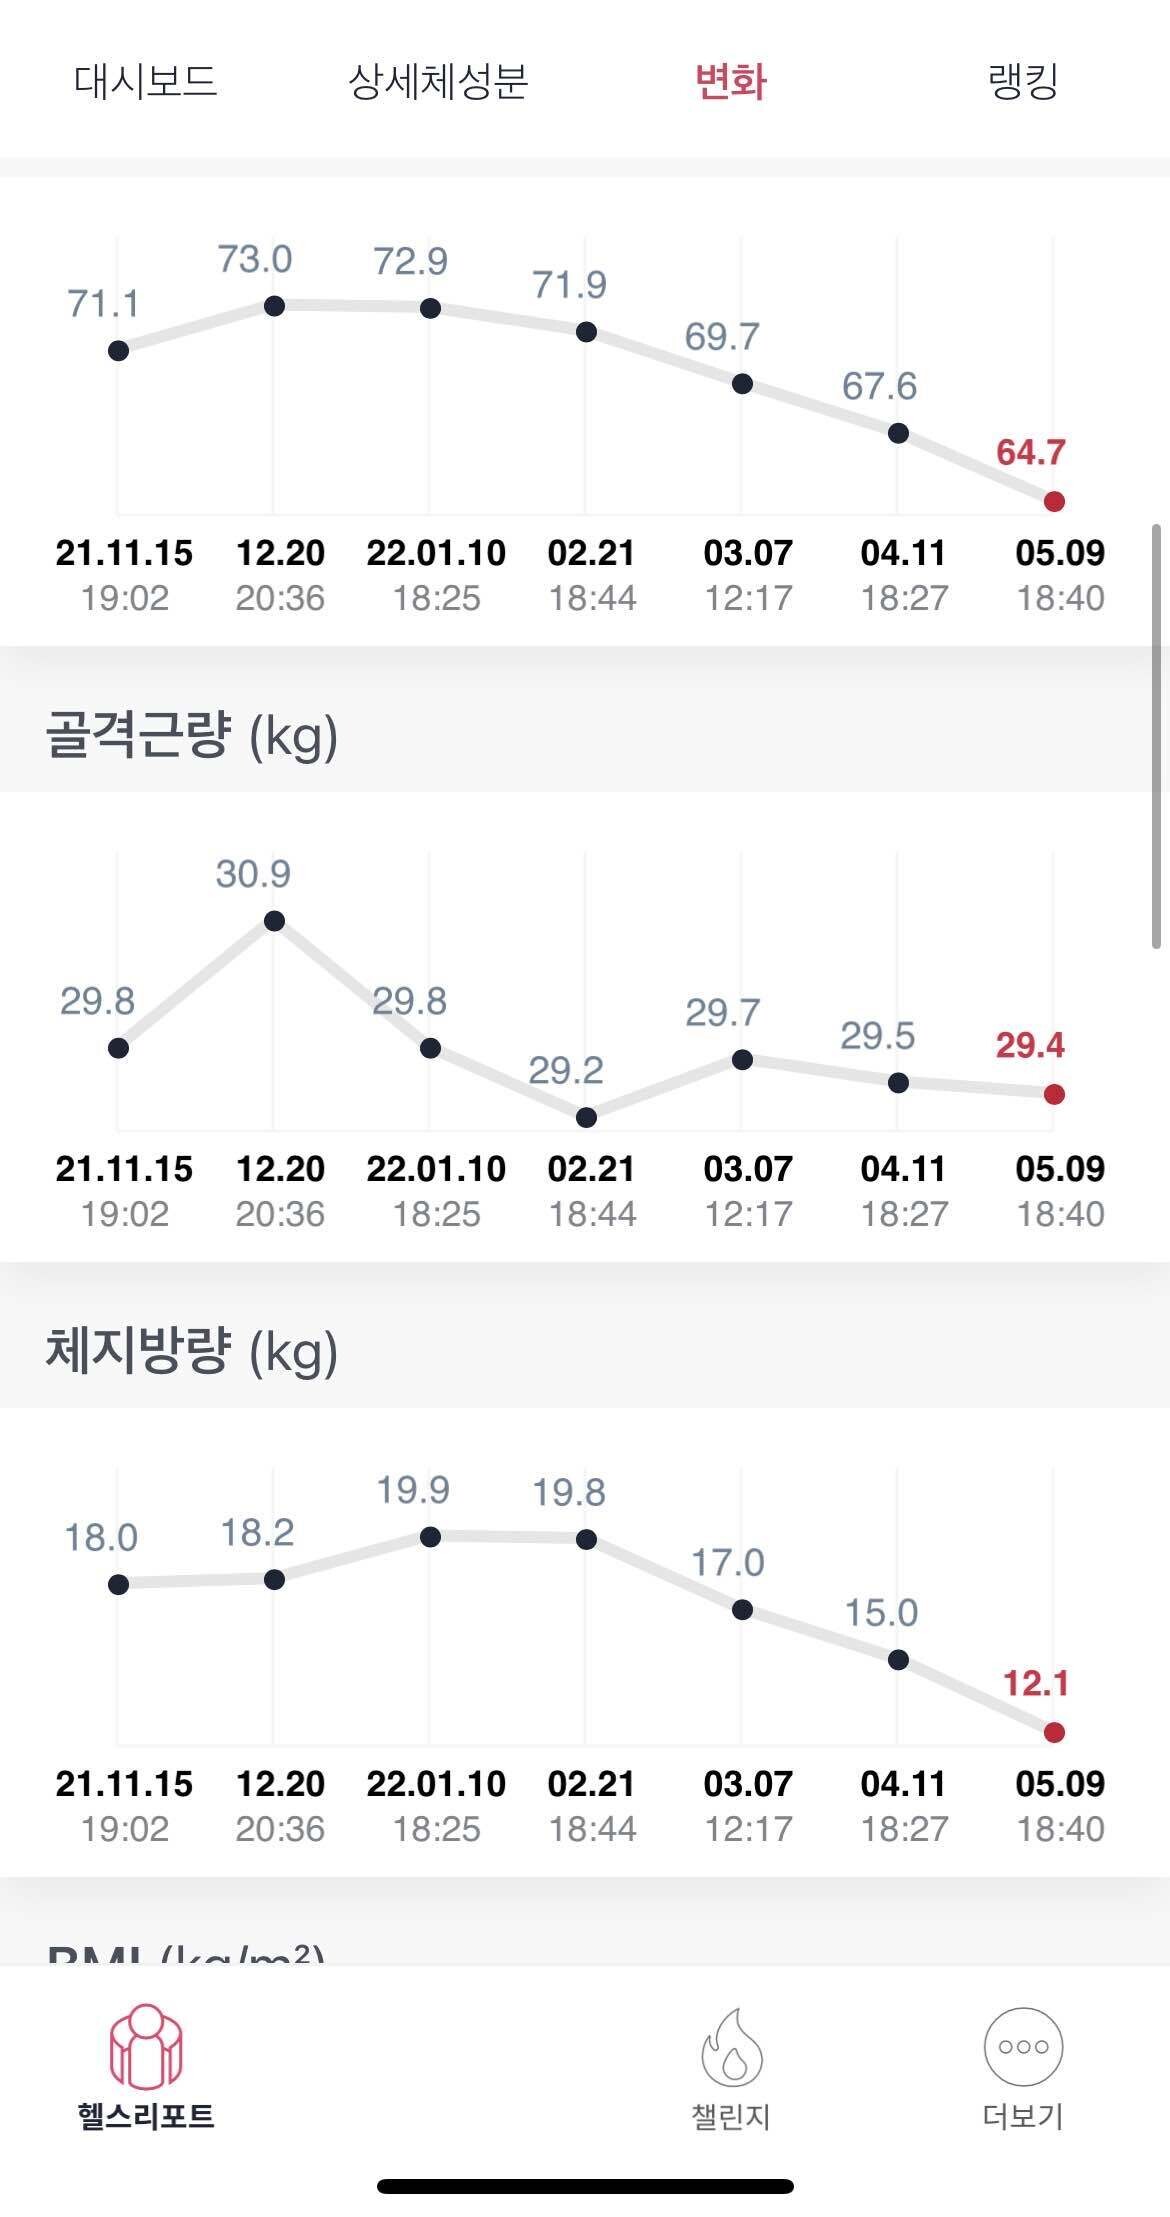 대시보드 상세체성분 변화 랭킹
71.1 73.0 72.9 71.9 69.7 67.6 64.7
21.11.15 12.20 22.01.10 02.21 03.07 04.11 05.09
19:02 20:36 18:25 18:44 12:17 18:27 18:40
골격근량 (kg)
29.8 30.9 29.8 29.2 29.7 29.5 29.4
21.11.15 12.20 22.01.10 02.21 03.07 04.11 05.09
19:02 20:36 18:25 18:44 12:17 18:27 18:40
체지방량 (kg)
18.0 18.2 19.9 19.8 17.0 15.0 12.1
21.11.15 12.20 22.01.10 02.21 03.07 04.11 05.09
19:02 20:36 18:25 18:44 12:17 18:27 18:40
BMI (kg/m²)
헬스리포트 챌린지 더보기